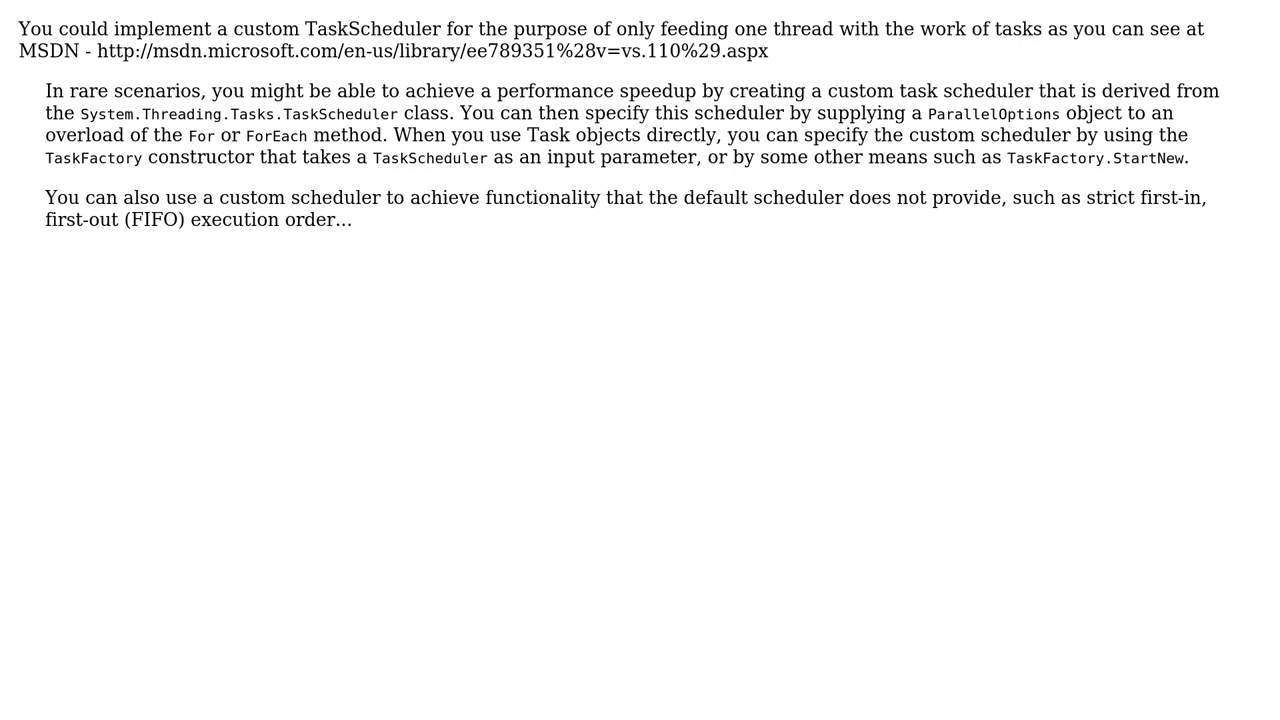 You could implement a custom TaskScheduler for the purpose of only feeding one thread with the work of tasks as you can see at
MSDN - http://msdn.microsoft.com/en-us/library/ee789351%28v=vs.110%29.aspx
In rare scenarios, you might be able to achieve a performance speedup by creating a custom task scheduler that is derived from
the System.Threading.Tasks.TaskScheduler class. You can then specify this scheduler by supplying a ParallelOptions object to an
overload of the For or ForEach method. When you use Task objects directly, you can specify the custom scheduler by using the
TaskFactory constructor that takes a TaskScheduler as an input parameter, or by some other means such as TaskFactory.StartNew.
You can also use a custom scheduler to achieve functionality that the default scheduler does not provide, such as strict first-in,
first-out (FIFO) execution order...